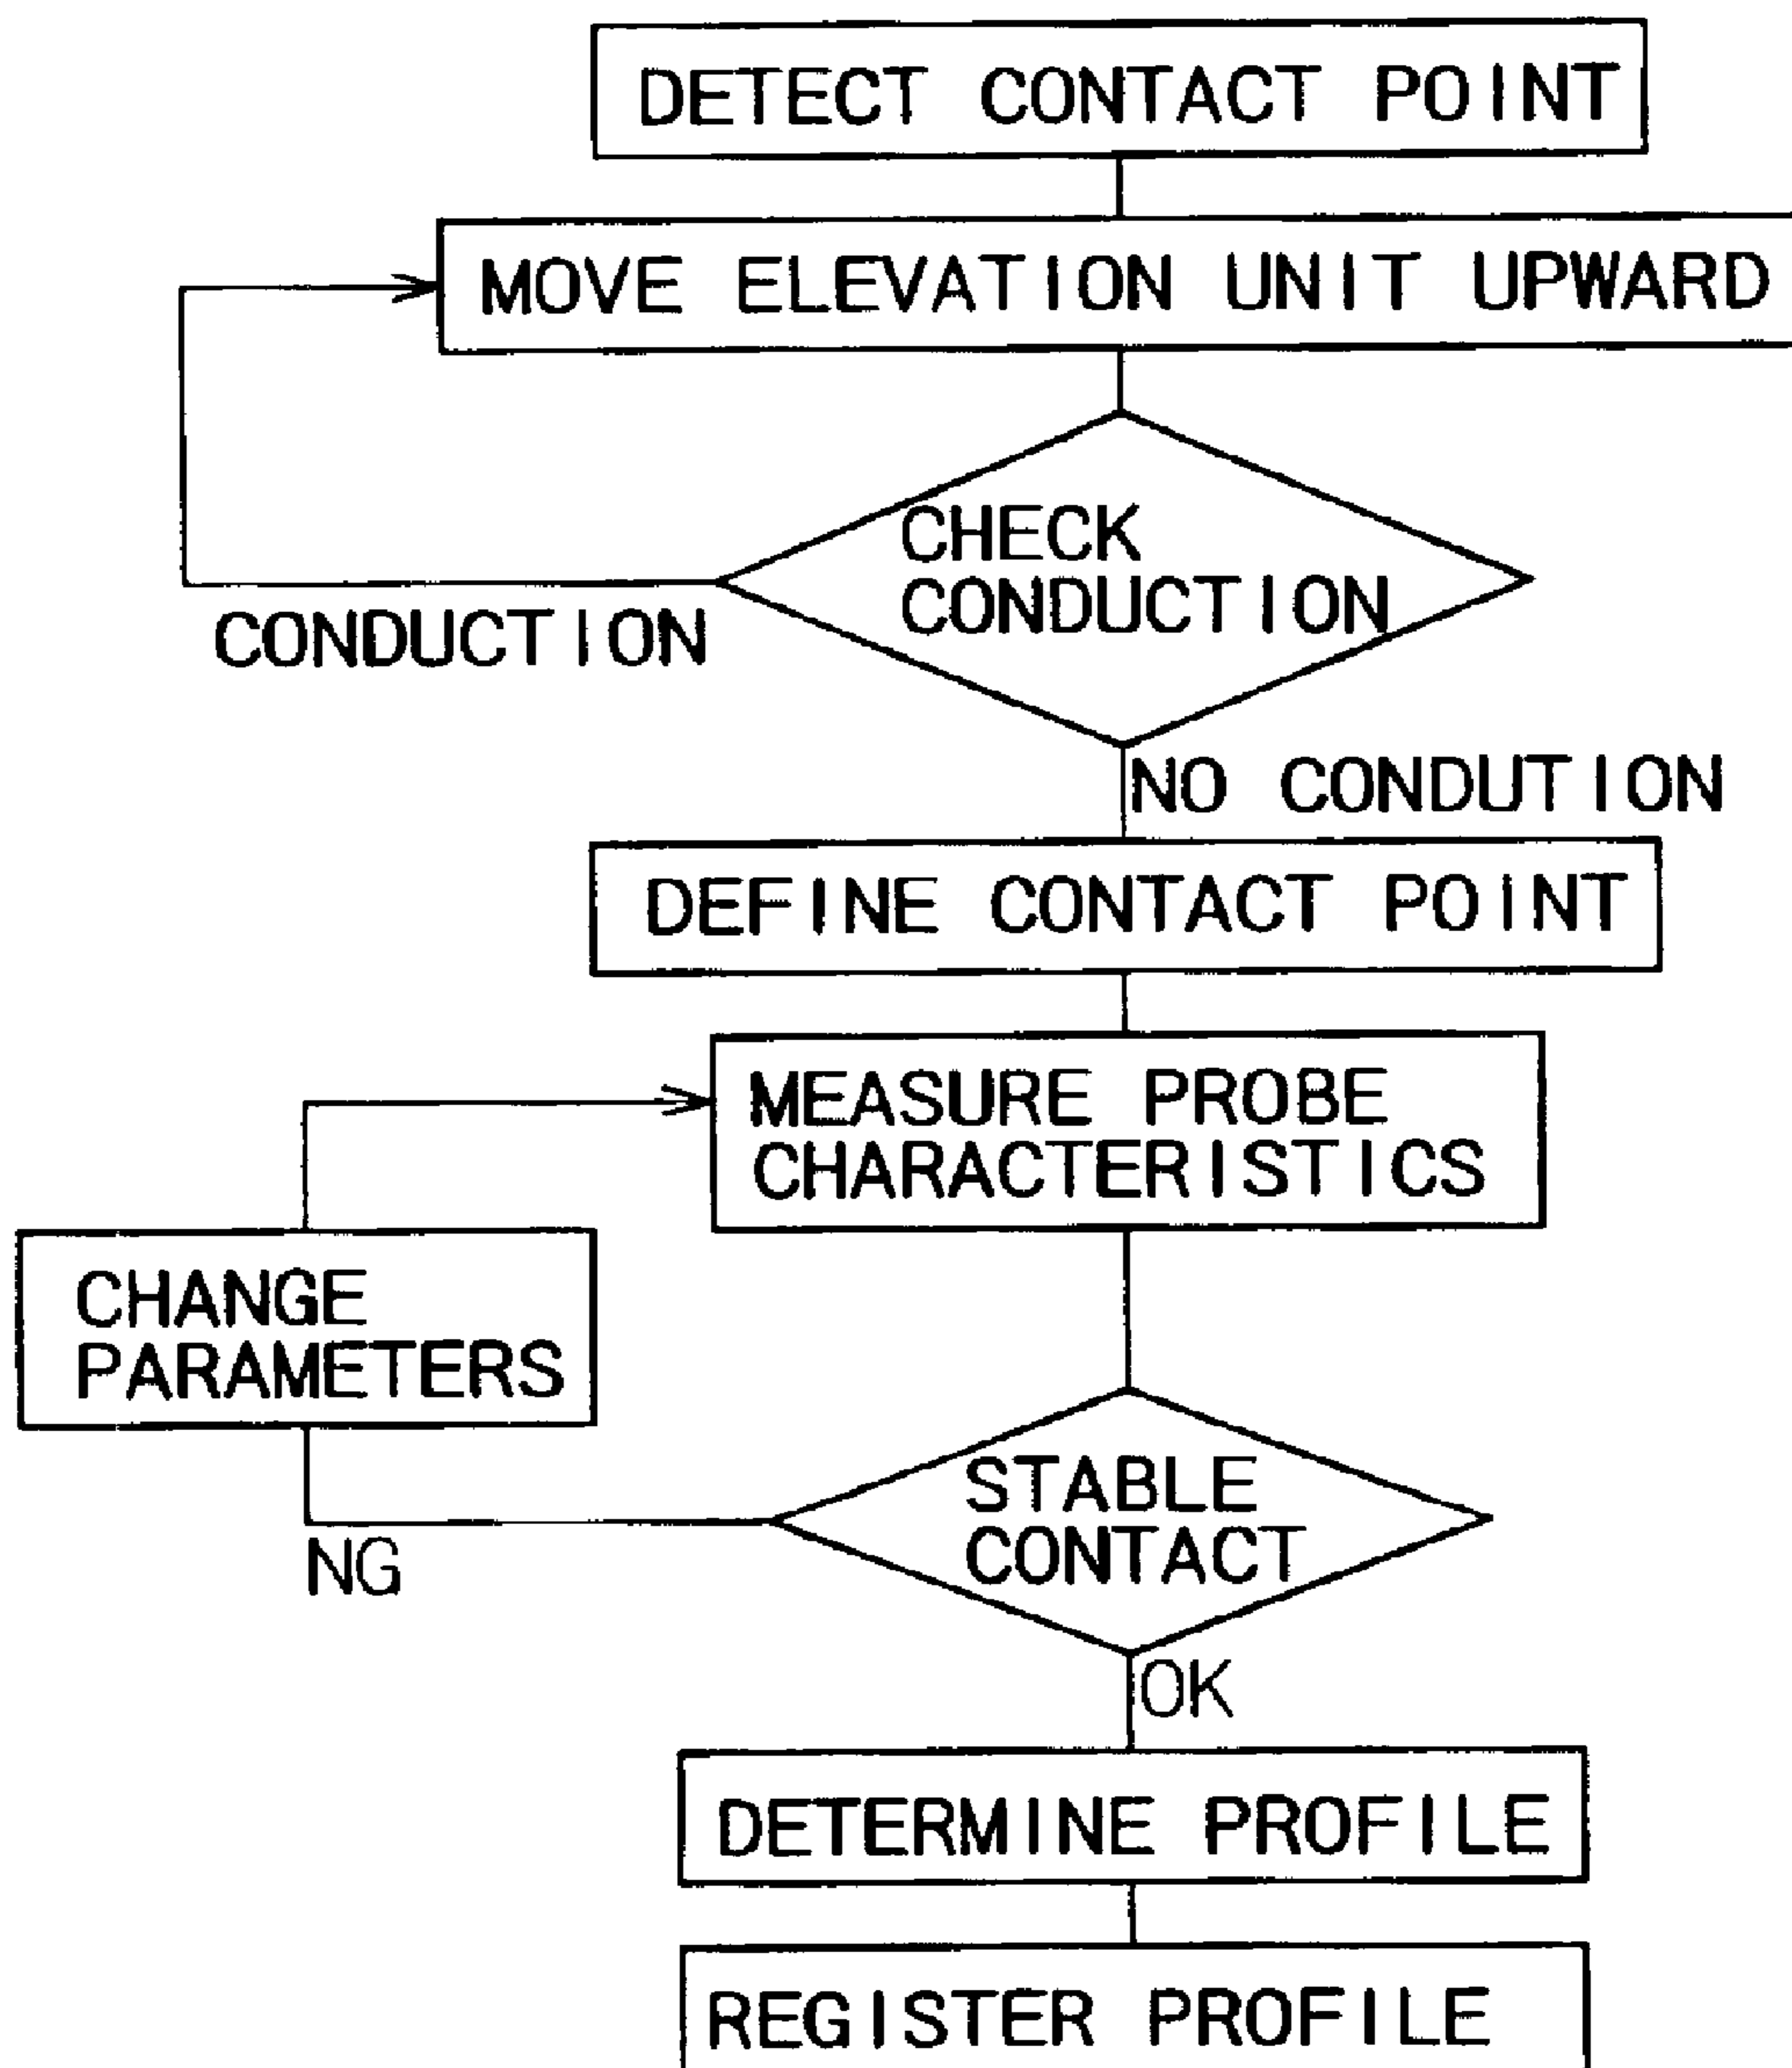 DETECT CONTACT POINT
MOVE ELEVATION UNIT UPWARD
CHECK
CONDUCTION
CONDUCTION
NO CONDUTION
DEFINE CONTACT POINT
MEASURE PROBE
CHARACTERISTICS
CHANGE
PARAMETERS
STABLE
CONTACT
NG
OK
DETERMINE PROFILE
REGISTER PROFILE